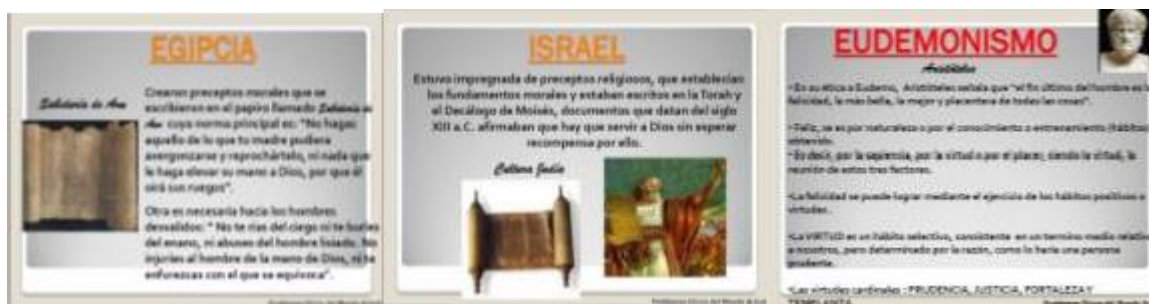 EGIPCIA
Sabiduría de Ani
Crearon preceptos morales que se
escribieron en el papiro llamado Sabiduría de
Ani cuya norma principal es: "No hagas
aquello de lo que tu madre pudiera
avergonzarse y reprochártelo, ni nada que
le haga elevar su mano a Dios, por que él
oirá sus ruegos".
Otra es necesaria hacia los hombres
desvalidos: " No te rías del ciego ni te burles
del enano, ni abuses del hombre lisiado. No
injuries al hombre de la mano de Dios, ni te
enfurezcas con el que se equivoca".
ISRAEL
Estuvo impregnada de preceptos religiosos, que establecían
los fundamentos morales y estaban escritos en la Torah y
el Decálogo de Moisés, documentos que datan del siglo
XIII a.C. afirmaban que hay que servir a Dios sin esperar
recompensa por ello.
Cultura Judía
EUDEMONISMO
Aristóteles
•En su ética a Eudemo, Aristóteles señala que "el fin último del hombre es la
felicidad, la más bella, la mejor y placentera de todas las cosas".
•Feliz, se es por naturaleza o por el conocimiento o entrenamiento (hábitos)
obtenido.
•Es decir, por la sapiencia, por la virtud o por el placer, siendo la virtud, la
reunión de estos tres factores.
•La felicidad se puede lograr mediante el ejercicio de los hábitos positivos o
virtudes.
•La VIRTUD es un hábito selectivo, consistente en un termino medio relativo
a nosotros, pero determinado por la razón, como lo haría una persona
prudente.
•Las virtudes cardinales : PRUDENCIA, JUSTICIA, FORTALEZA Y
TEMPLANZA